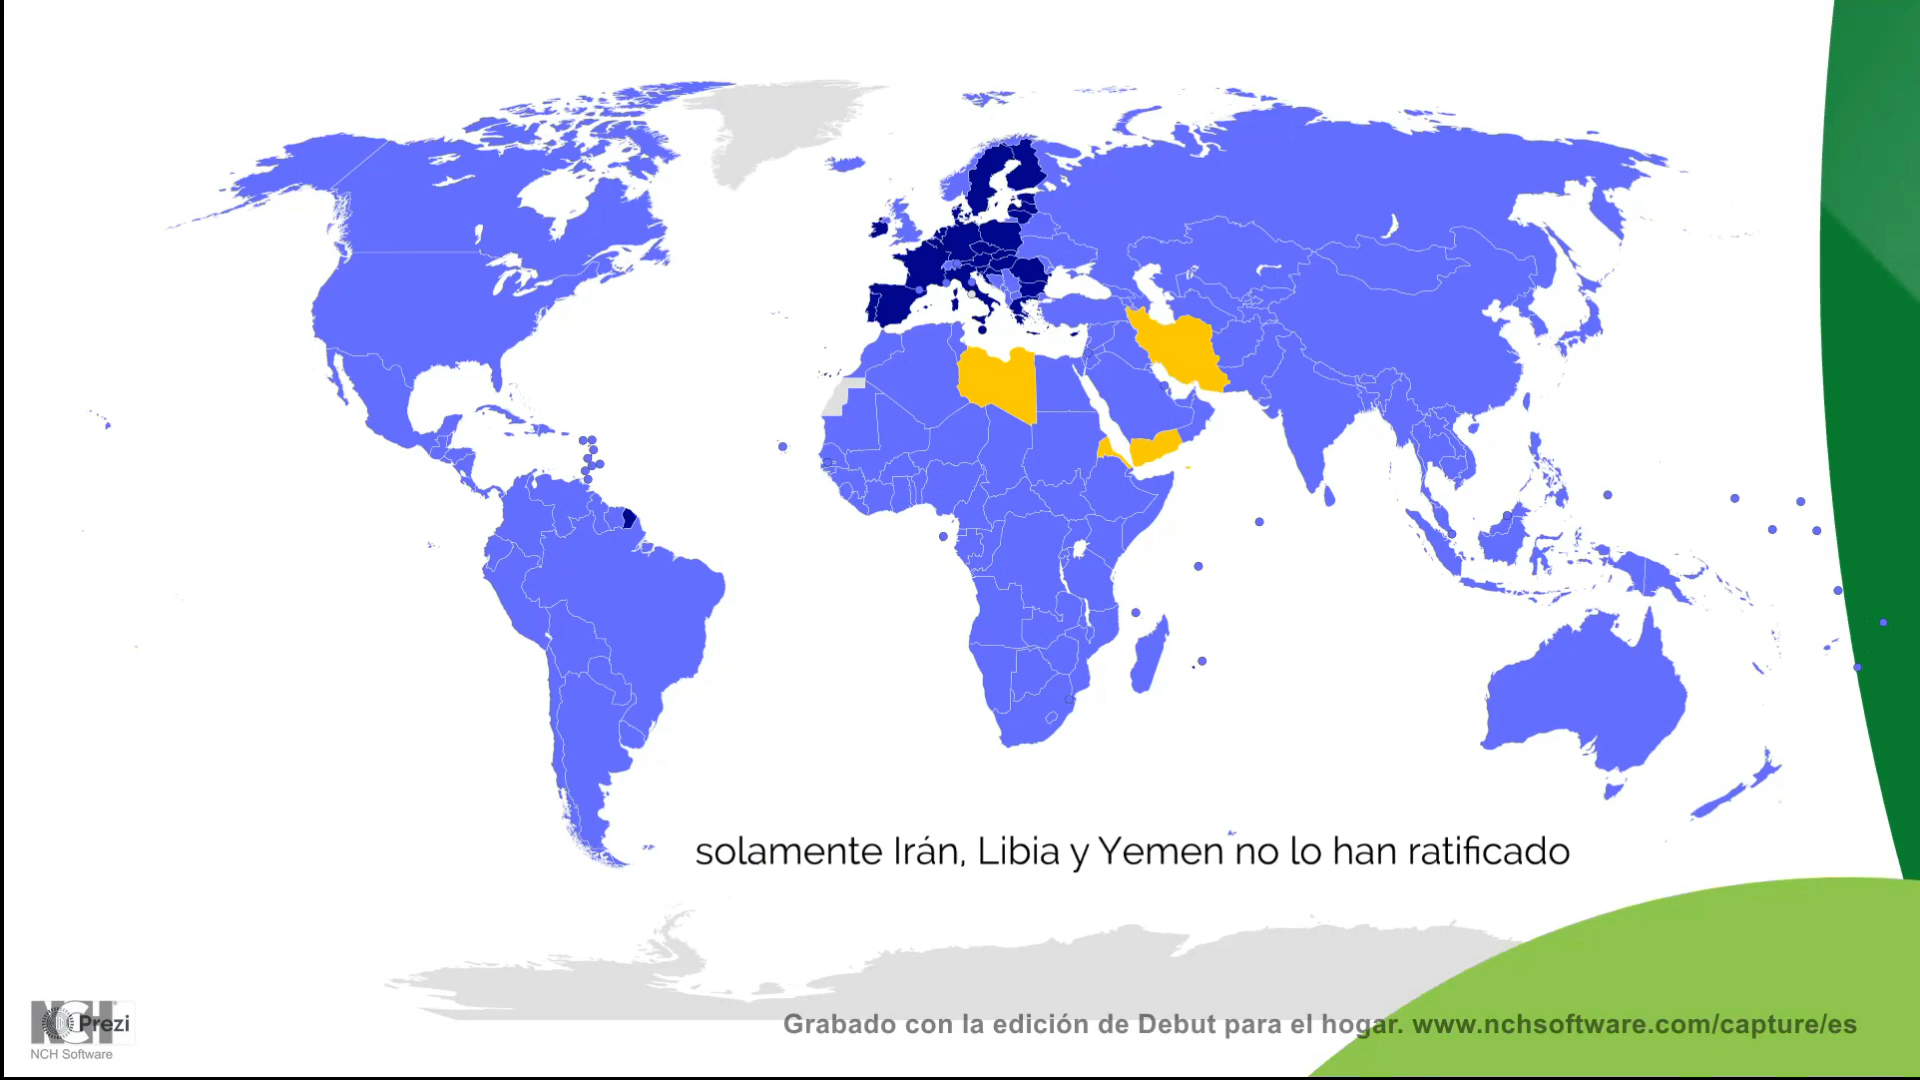 solamente Irán, Libia y Yemen no lo han ratificado
NCH
Prezi
NCH Software
Grabado con la edición de Debut para el hogar. www.nchsoftware.com/capture/es